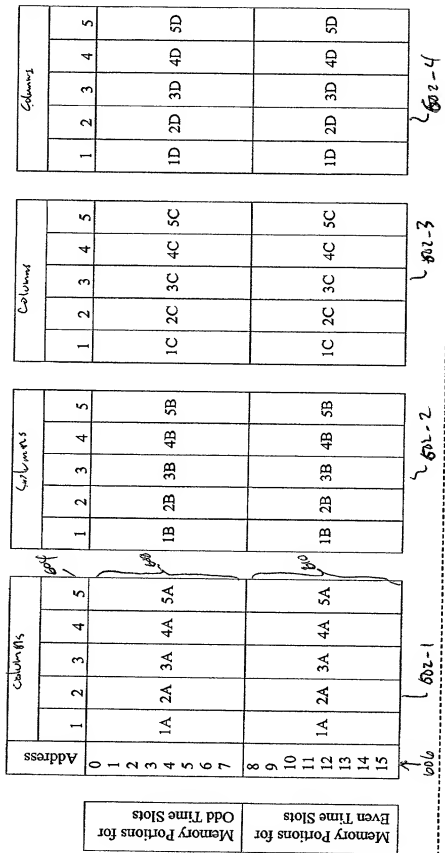 Columns
Columns
Columns
Columns
604
Address 1 2 3 4 5
1 2 3 4 5
1 2 3 4 5
1 2 3 4 5
Memory Portions for
Odd Time Slots
0
1
2
3
4
5
6
7
1A 2A 3A 4A 5A
1B 2B 3B 4B 5B
1C 2C 3C 4C 5C
1D 2D 3D 4D 5D
Memory Portions for
Even Time Slots
8
9
10
11
12
13
14
15
1A 2A 3A 4A 5A
1B 2B 3B 4B 5B
1C 2C 3C 4C 5C
1D 2D 3D 4D 5D
606
602-1
602-2
602-3
602-4